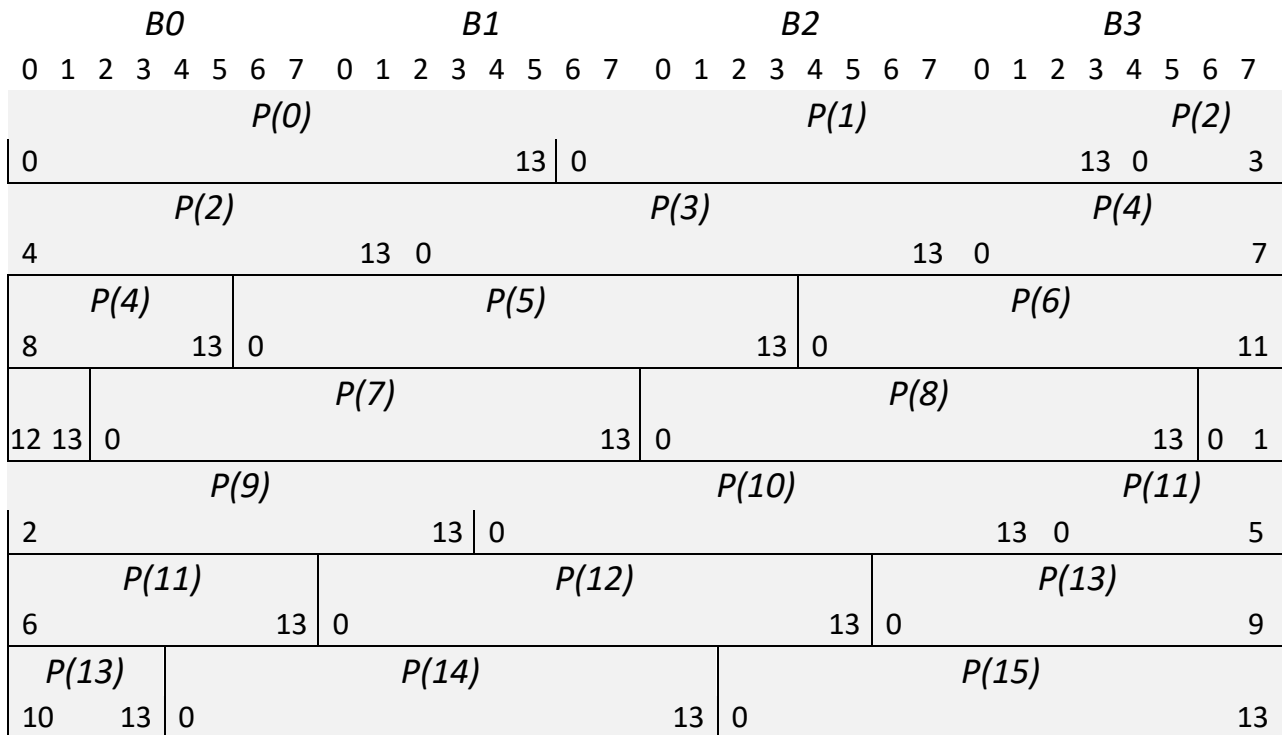 B0 B1 B2 B3
0 1 2 3 4 5 6 7 0 1 2 3 4 5 6 7 0 1 2 3 4 5 6 7 0 1 2 3 4 5 6 7
P(0) P(1) P(2)
0 13 0 13 0 3
P(2) P(3) P(4)
4 13 0 13 0 7
P(4) P(5) P(6)
8 13 0 13 0 11
P(7) P(8)
12 13 0 13 0 13 0 1
P(9) P(10) P(11)
2 13 0 13 0 5
P(11) P(12) P(13)
6 13 0 13 0 9
P(13) P(14) P(15)
10 13 0 13 0 13